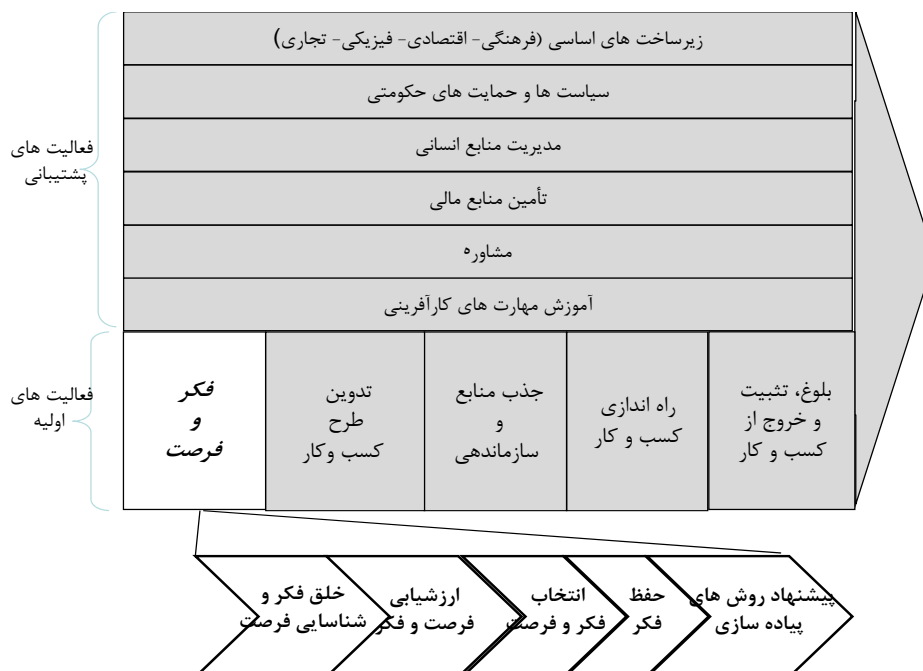 زیرساخت های اساسی (فرهنگی- اقتصادی- فیزیکی- تجاری)
سیاست ها و حمایت های حکومتی
مدیریت منابع انسانی
تأمین منابع مالی
مشاوره
آموزش مهارت های کارآفرینی
فعالیت های
پشتیبانی
فعالیت های
اولیه
فکر
و
فرصت
تدوین
طرح
کسب وکار
جذب منابع
و
سازماندهی
راه اندازی
کسب و کار
بلوغ، تثبیت
و خروج از
کسب و کار
خلق فکر و
شناسایی فرصت
ارزشیابی
فرصت و فکر
انتخاب
فکر و فرصت
حفظ
فکر
پیشنهاد روش های
پیاده سازی